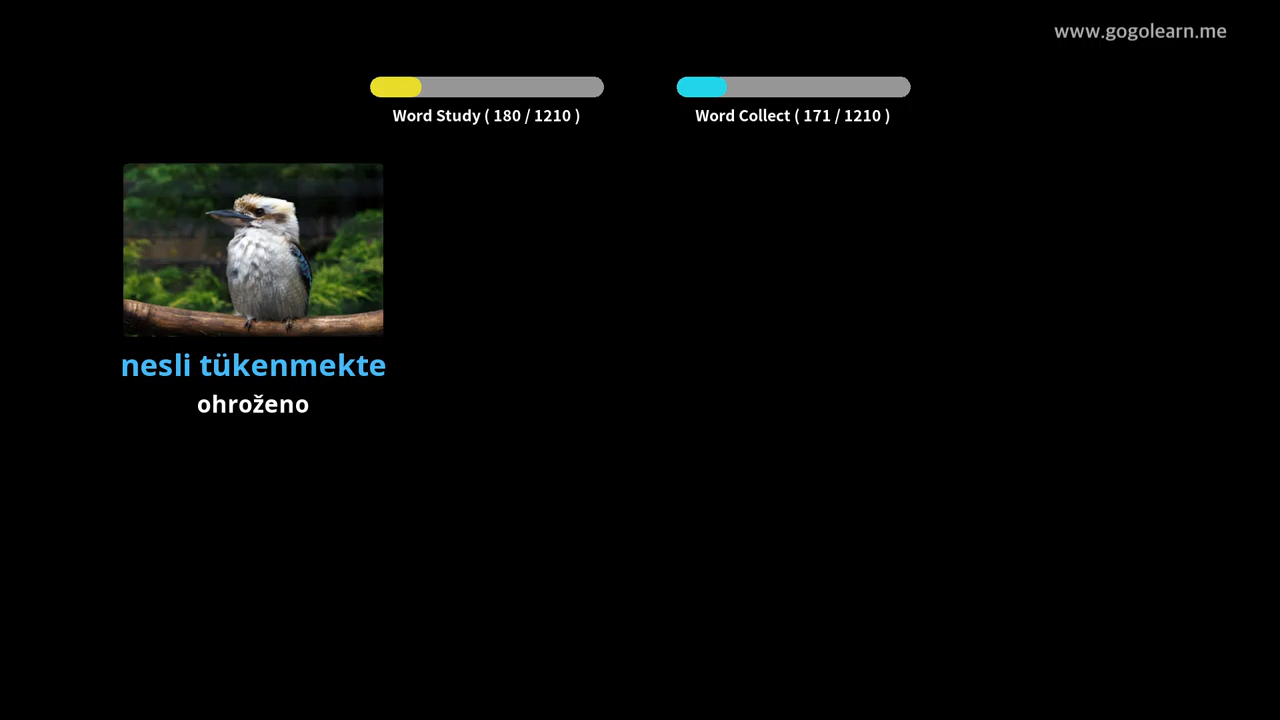 www.gogolearn.me
Word Study ( 180 / 1210 )
Word Collect ( 171 / 1210 )
nesli tükenmekte
ohroženo